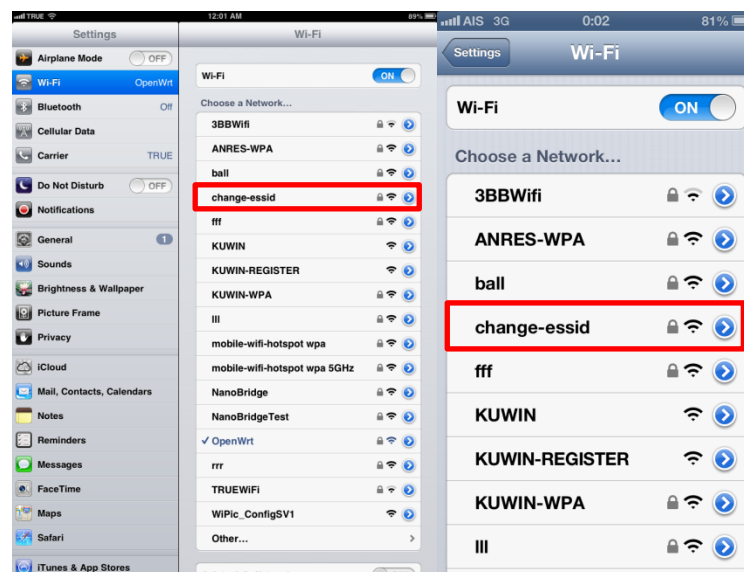 TRUE
12:01 AM
89%
Settings
Wi-Fi
Airplane Mode OFF
Wi-Fi OpenWrt
Bluetooth Off
Cellular Data
Carrier TRUE
Do Not Disturb OFF
Notifications
General 1
Sounds
Brightness & Wallpaper
Picture Frame
Privacy
iCloud
Mail, Contacts, Calendars
Notes
Reminders
Messages
FaceTime
Maps
Safari
iTunes & App Stores
Wi-Fi ON
Choose a Network...
3BBWifi
ANRES-WPA
ball
change-essid
fff
KUWIN
KUWIN-REGISTER
KUWIN-WPA
lll
mobile-wifi-hotspot wpa
mobile-wifi-hotspot wpa 5GHz
NanoBridge
NanoBridgeTest
OpenWrt
rrr
TRUEWiFi
WiPic_ConfigSV1
Other...
AIS 3G 0:02 81%
Settings Wi-Fi
Wi-Fi ON
Choose a Network...
3BBWifi
ANRES-WPA
ball
change-essid
fff
KUWIN
KUWIN-REGISTER
KUWIN-WPA
lll